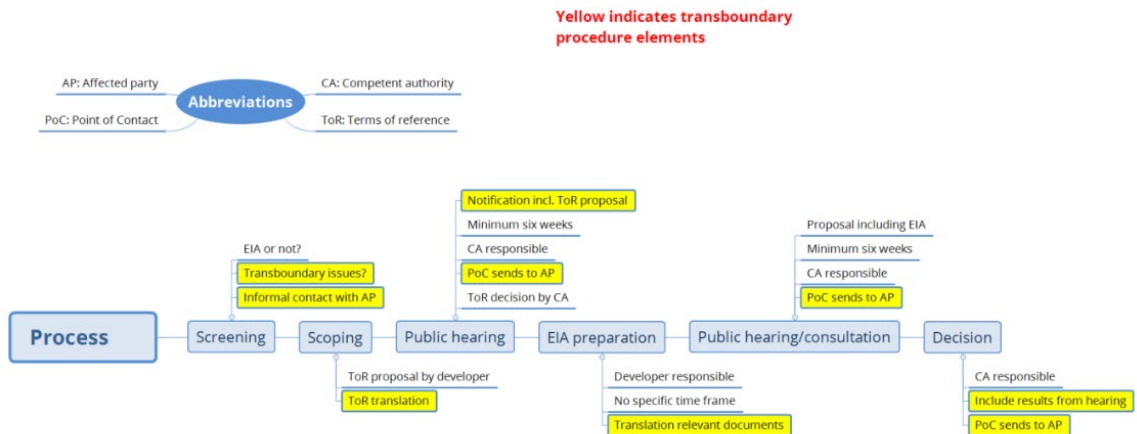 Yellow indicates transboundary
procedure elements
AP: Affected party
CA: Competent authority
Abbreviations
PoC: Point of Contact
ToR: Terms of reference
Process
Screening
EIA or not?
Transboundary issues?
Informal contact with AP
Scoping
ToR proposal by developer
ToR translation
Public hearing
Notification incl. ToR proposal
Minimum six weeks
CA responsible
PoC sends to AP
ToR decision by CA
EIA preparation
Developer responsible
No specific time frame
Translation relevant documents
Public hearing/consultation
Proposal including EIA
Minimum six weeks
CA responsible
PoC sends to AP
Decision
CA responsible
Include results from hearing
PoC sends to AP